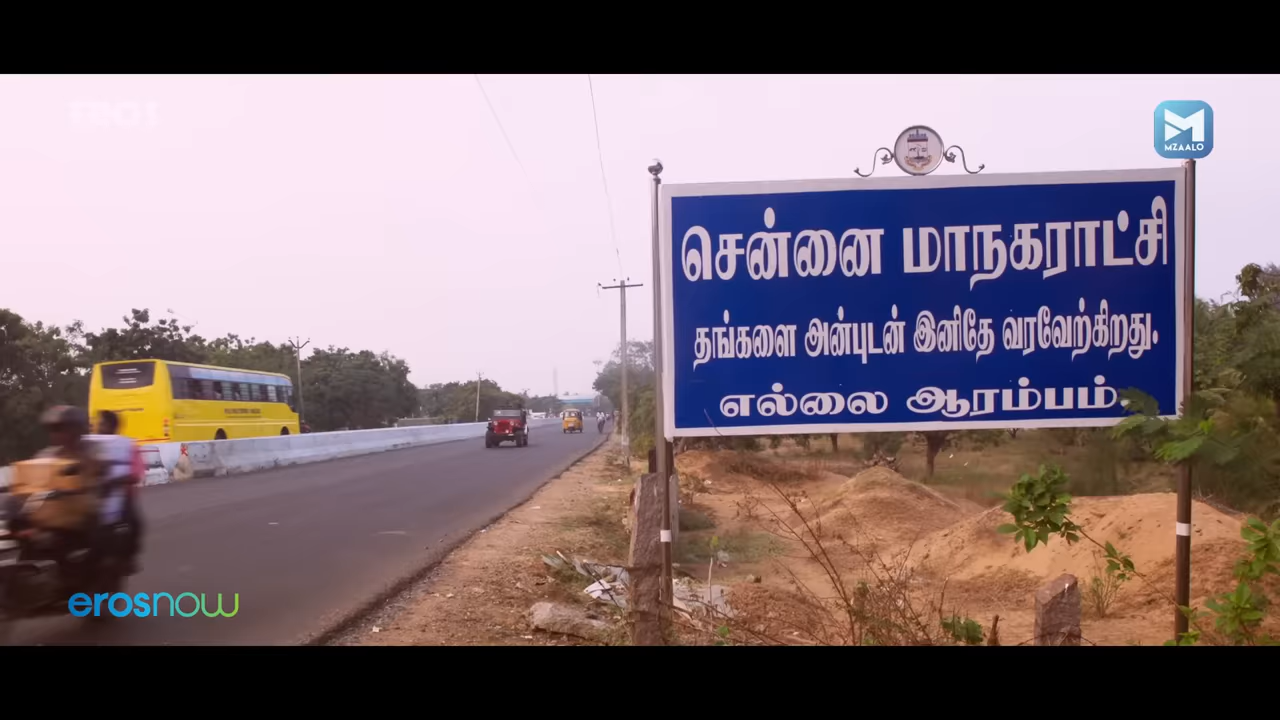 MZAALO
சென்னை மாநகராட்சி
தங்களை அன்புடன் இனிதே வரவேற்கிறது.
எல்லை ஆரம்பம்
erosnow